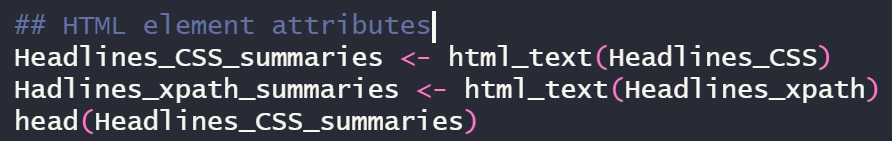 ## HTML element attributes
Headlines_CSS_summaries <- html_text(Headlines_CSS)
Hadlines_xpath_summaries <- html_text(Headlines_xpath)
head(Headlines_CSS_summaries)